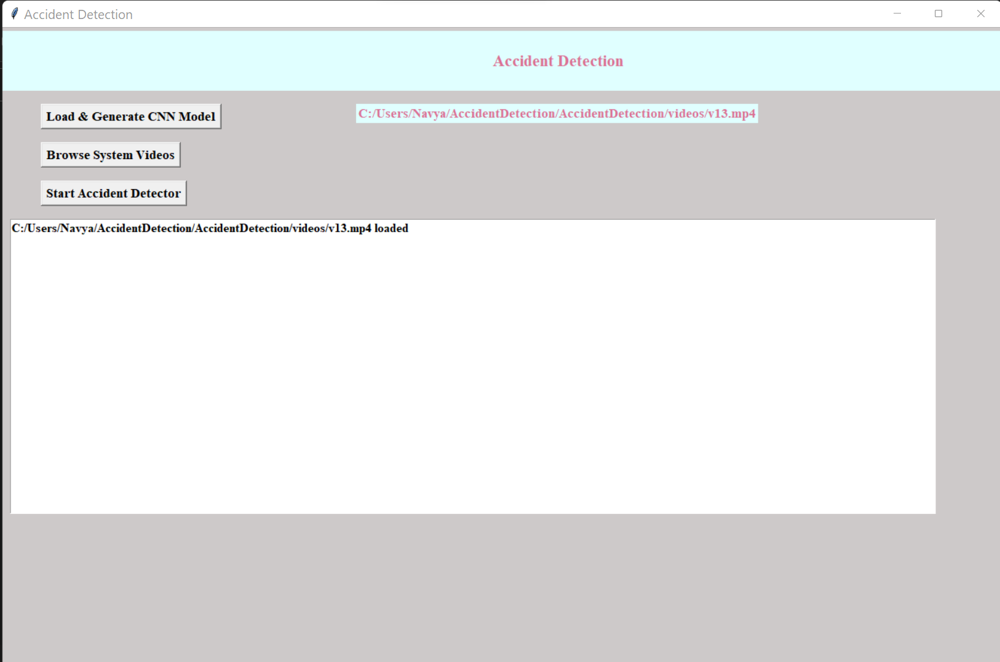 Accident Detection
Accident Detection
Load & Generate CNN Model
C:/Users/Navya/AccidentDetection/AccidentDetection/videos/v13.mp4
Browse System Videos
Start Accident Detector
C:/Users/Navya/AccidentDetection/AccidentDetection/videos/v13.mp4 loaded